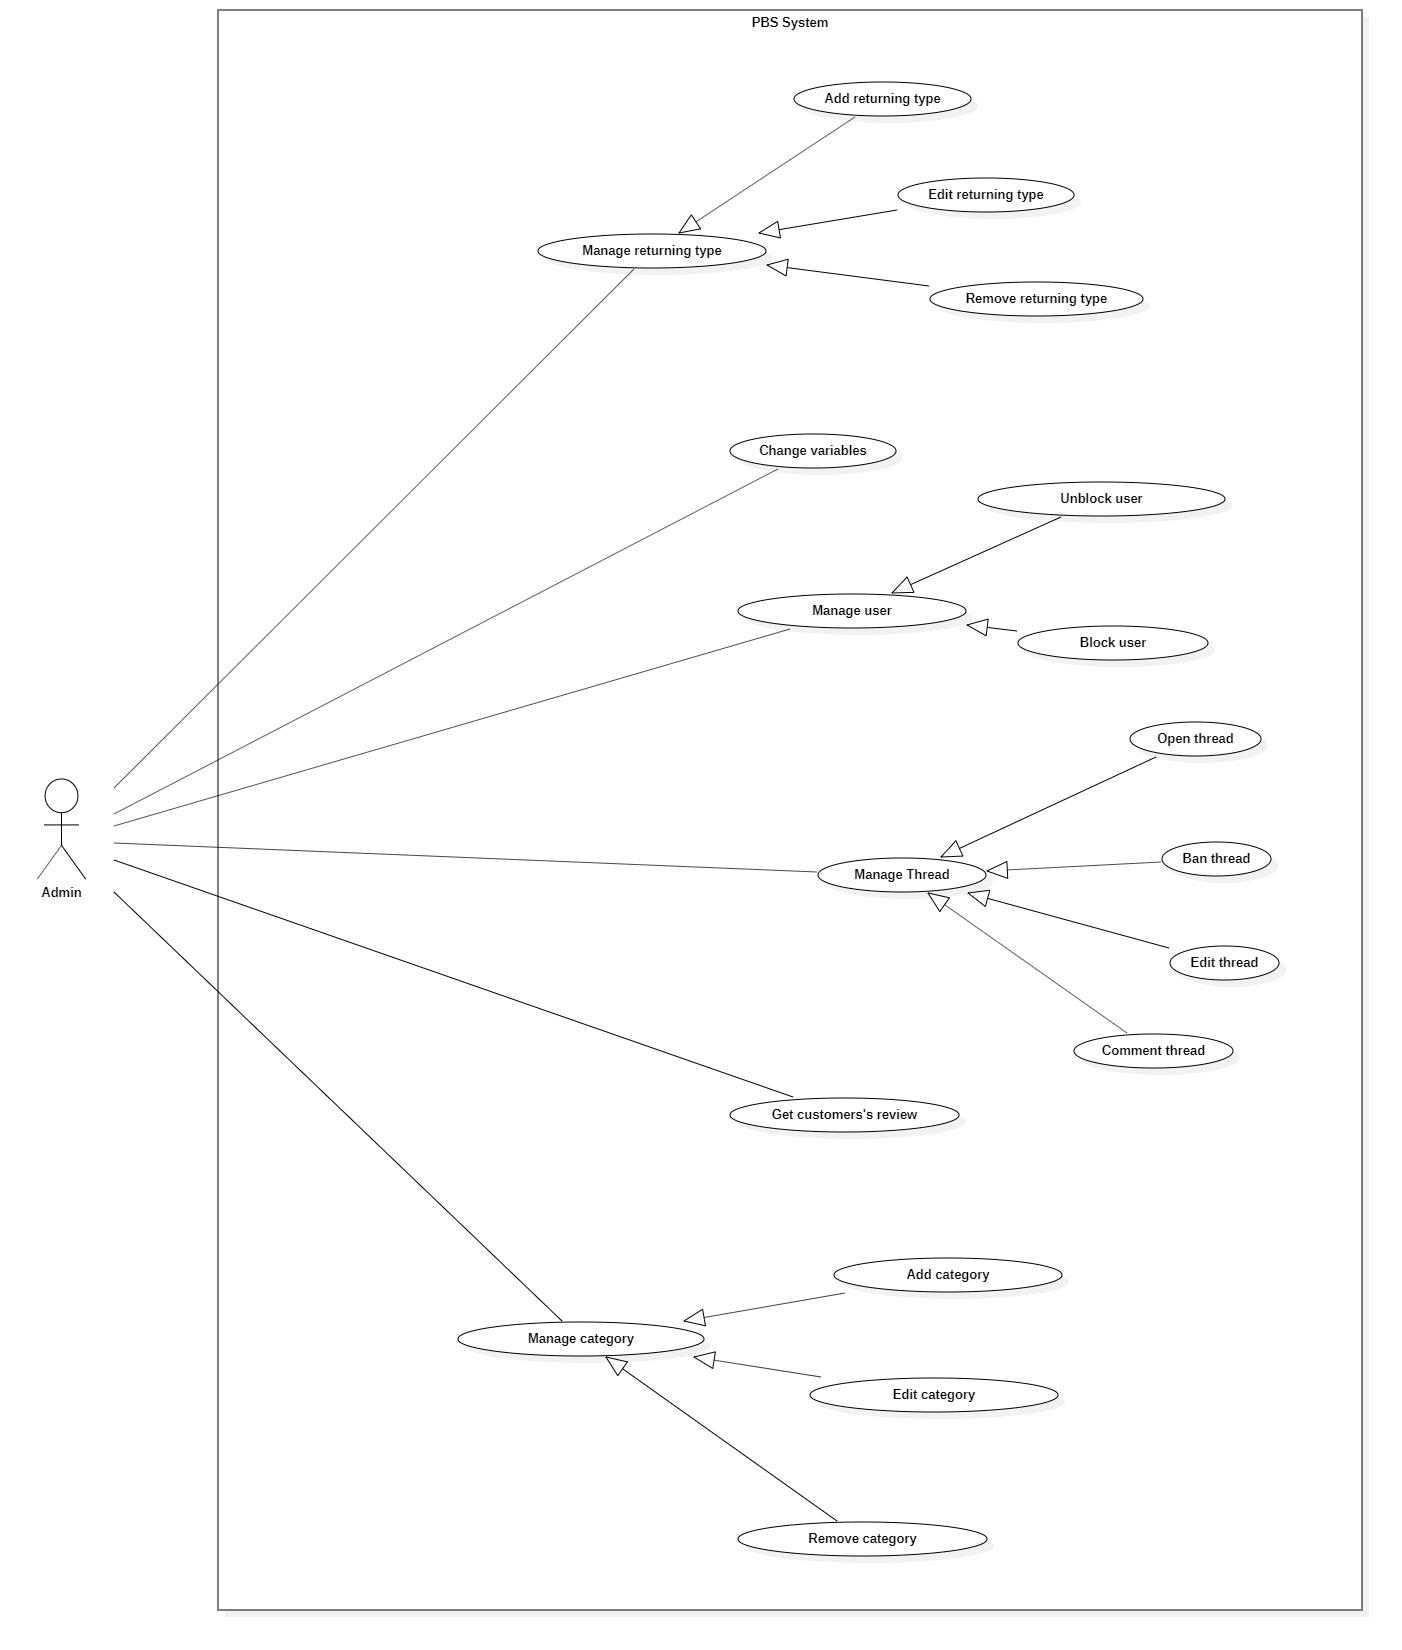 PBS System
Add returning type
Edit returning type
Manage returning type
Remove returning type
Change variables
Unblock user
Manage user
Block user
Open thread
Ban thread
Manage Thread
Admin
Edit thread
Comment thread
Get customers's review
Add category
Manage category
Edit category
Remove category